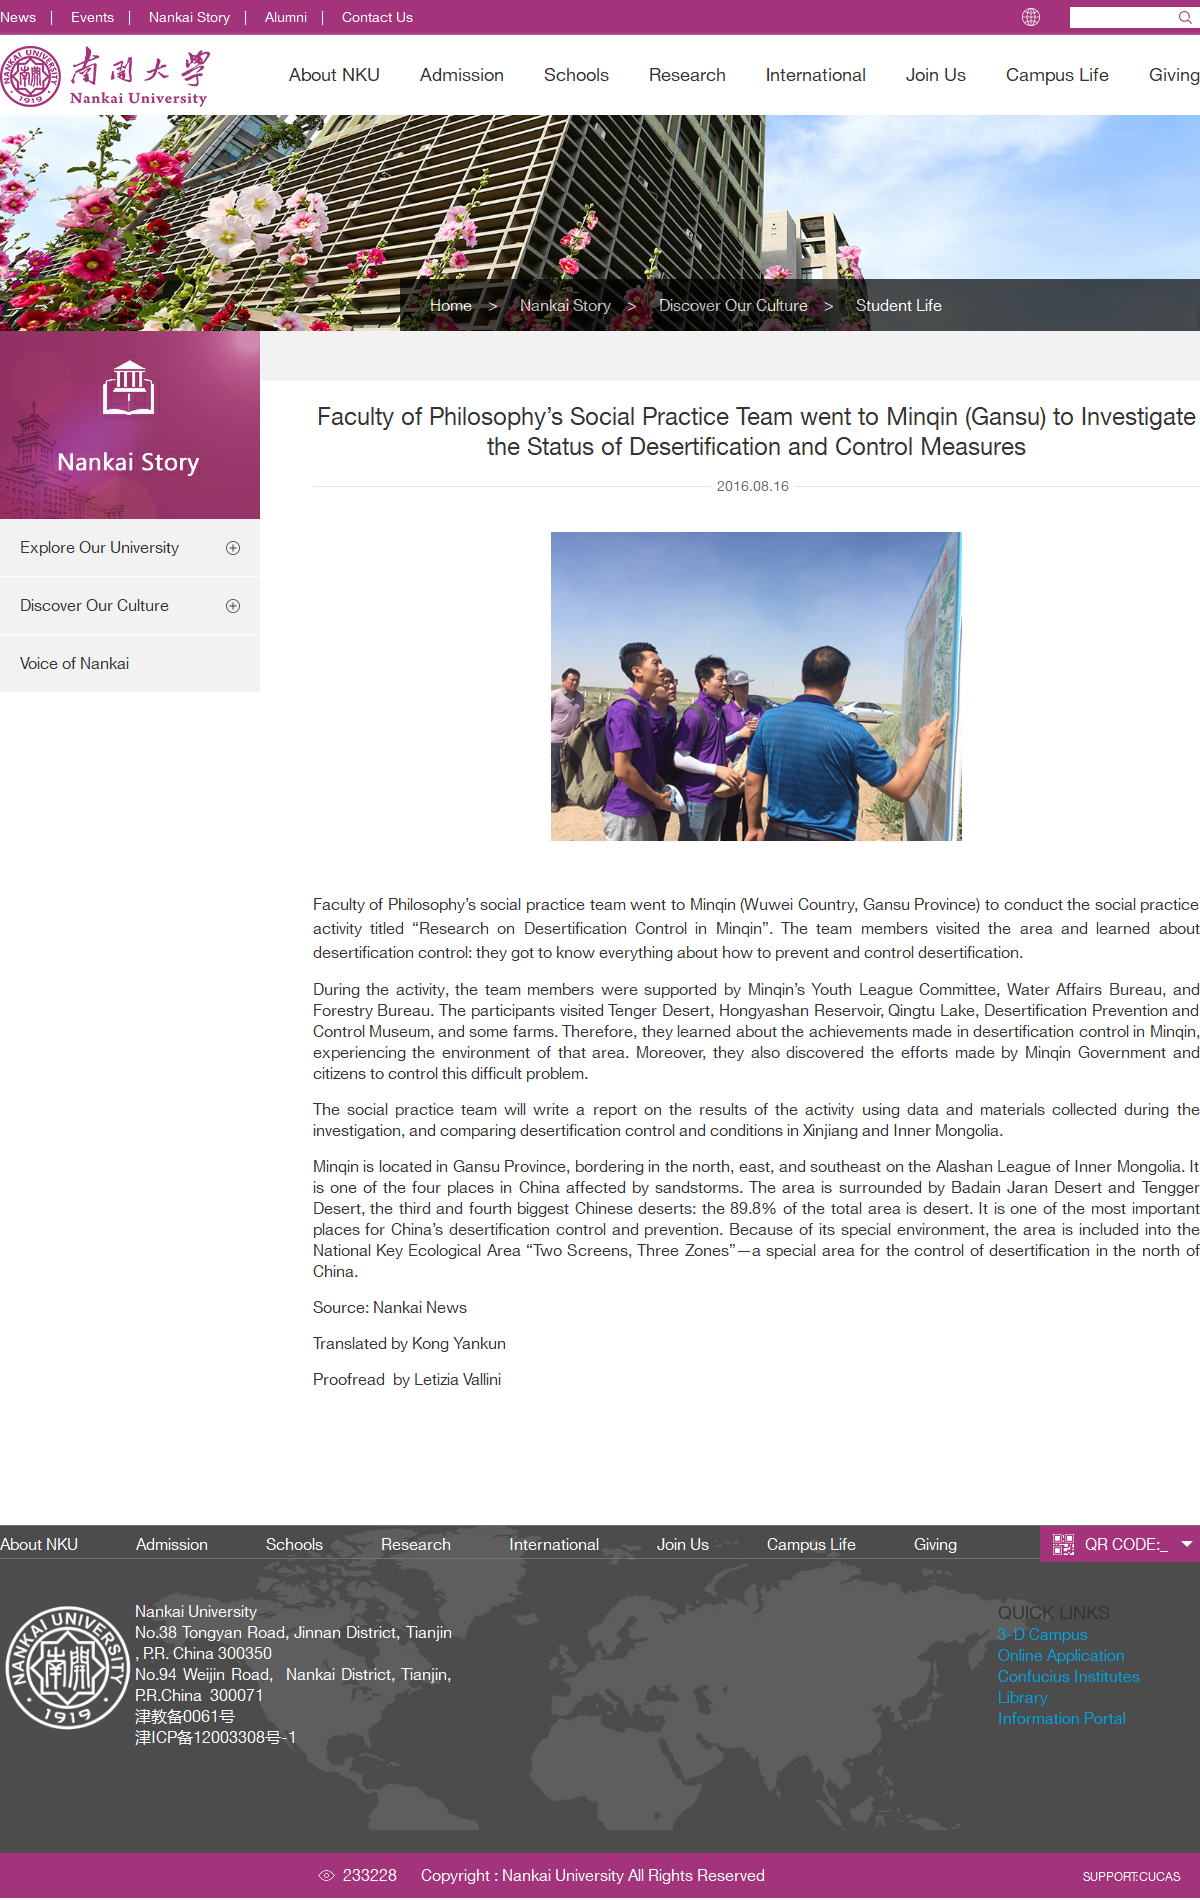 News | Events | Nankai Story | Alumni | Contact Us
NANKAI UNIVERSITY
1919
南开大学
Nankai University
About NKU Admission Schools Research International Join Us Campus Life Giving
Home > Nankai Story > Discover Our Culture > Student Life
Nankai Story
Explore Our University
Discover Our Culture
Voice of Nankai
Faculty of Philosophy’s Social Practice Team went to Minqin (Gansu) to Investigate
the Status of Desertification and Control Measures
2016.08.16
Faculty of Philosophy’s social practice team went to Minqin (Wuwei Country, Gansu Province) to conduct the social practice
activity titled “Research on Desertification Control in Minqin”. The team members visited the area and learned about
desertification control: they got to know everything about how to prevent and control desertification.
During the activity, the team members were supported by Minqin’s Youth League Committee, Water Affairs Bureau, and
Forestry Bureau. The participants visited Tenger Desert, Hongyashan Reservoir, Qingtu Lake, Desertification Prevention and
Control Museum, and some farms. Therefore, they learned about the achievements made in desertification control in Minqin,
experiencing the environment of that area. Moreover, they also discovered the efforts made by Minqin Government and
citizens to control this difficult problem.
The social practice team will write a report on the results of the activity using data and materials collected during the
investigation, and comparing desertification control and conditions in Xinjiang and Inner Mongolia.
Minqin is located in Gansu Province, bordering in the north, east, and southeast on the Alashan League of Inner Mongolia. It
is one of the four places in China affected by sandstorms. The area is surrounded by Badain Jaran Desert and Tengger
Desert, the third and fourth biggest Chinese deserts: the 89.8% of the total area is desert. It is one of the most important
places for China’s desertification control and prevention. Because of its special environment, the area is included into the
National Key Ecological Area “Two Screens, Three Zones”—a special area for the control of desertification in the north of
China.
Source: Nankai News
Translated by Kong Yankun
Proofread  by Letizia Vallini
About NKU Admission Schools Research International Join Us Campus Life Giving QR CODE:_
NANKAI UNIVERSITY
南開
1919
Nankai University
No.38 Tongyan Road, Jinnan District, Tianjin
, P.R. China 300350
No.94 Weijin Road,  Nankai District, Tianjin,
P.R.China  300071
津教备0061号
津ICP备12003308号-1
QUICK LINKS
3-D Campus
Online Application
Confucius Institutes
Library
Information Portal
233228 Copyright : Nankai University All Rights Reserved
SUPPORT:CUCAS